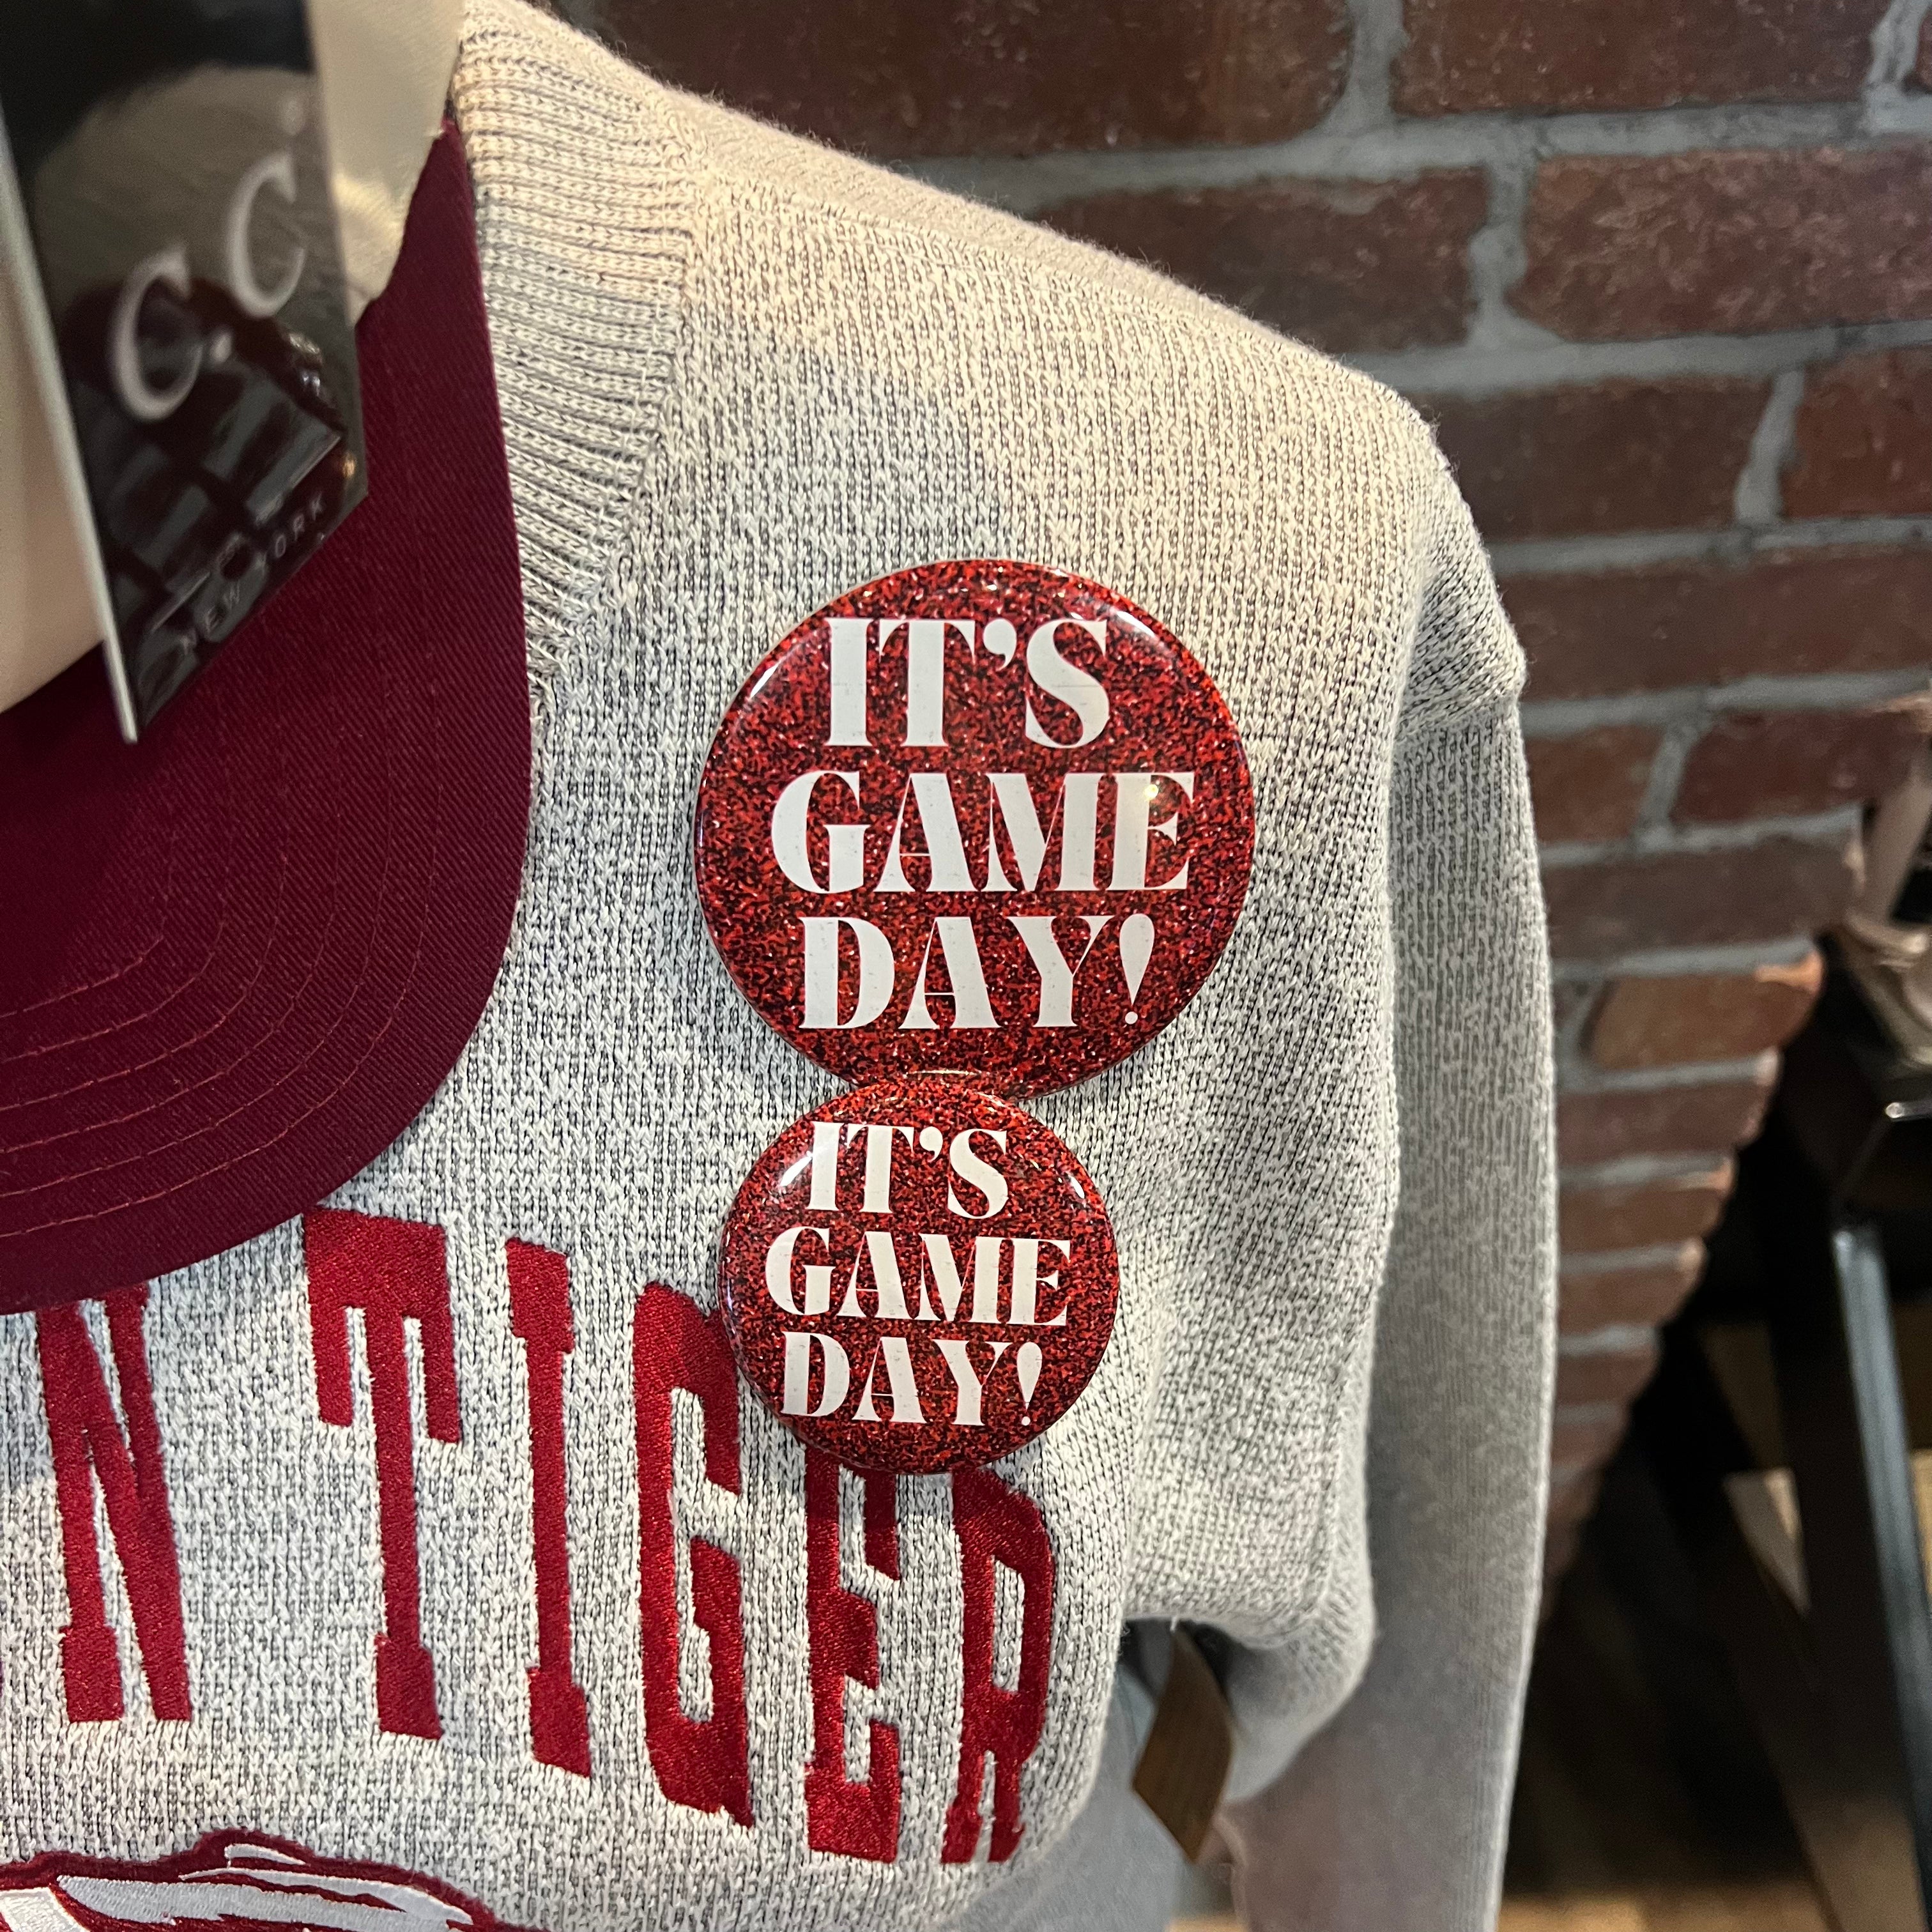 C.C.
NEW YORK
IT'S
GAME
DAY!
IT'S
GAME
DAY!
TIGER